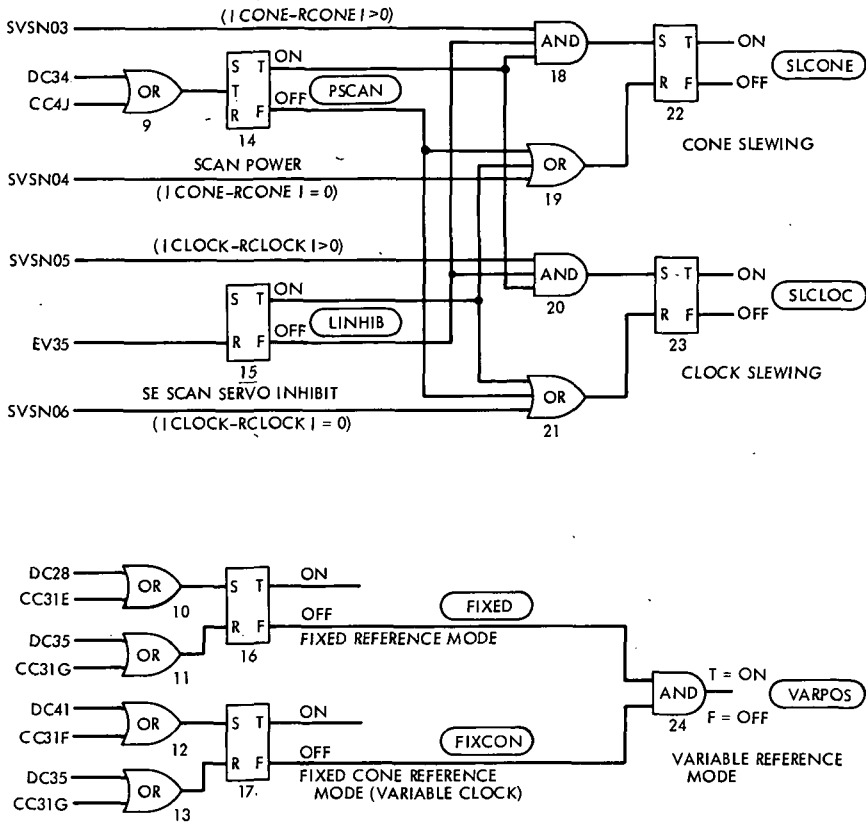 (|CONE-RCONE|>0)
SVSN03
AND
18
S T
R F
22
ON
OFF
SLCONE
CONE SLEWING
DC34
CC4J
OR
9
S T
T
R F
14
ON
OFF
PSCAN
SCAN POWER
SVSN04
(|CONE-RCONE|=0)
OR
19
(|CLOCK-RCLOCK|>0)
SVSN05
AND
20
S T
R F
23
ON
OFF
SLCLOC
CLOCK SLEWING
S T
R F
15
ON
OFF
LINHIB
EV35
SE SCAN SERVO INHIBIT
SVSN06
(|CLOCK-RCLOCK|=0)
OR
21
DC28
CC31E
OR
10
DC35
CC31G
OR
11
S T
R F
16
ON
OFF
FIXED
FIXED REFERENCE MODE
DC41
CC31F
OR
12
DC35
CC31G
OR
13
S T
R F
17
ON
OFF
FIXCON
FIXED CONE REFERENCE
MODE (VARIABLE CLOCK)
AND
24
T = ON
F = OFF
VARPOS
VARIABLE REFERENCE
MODE